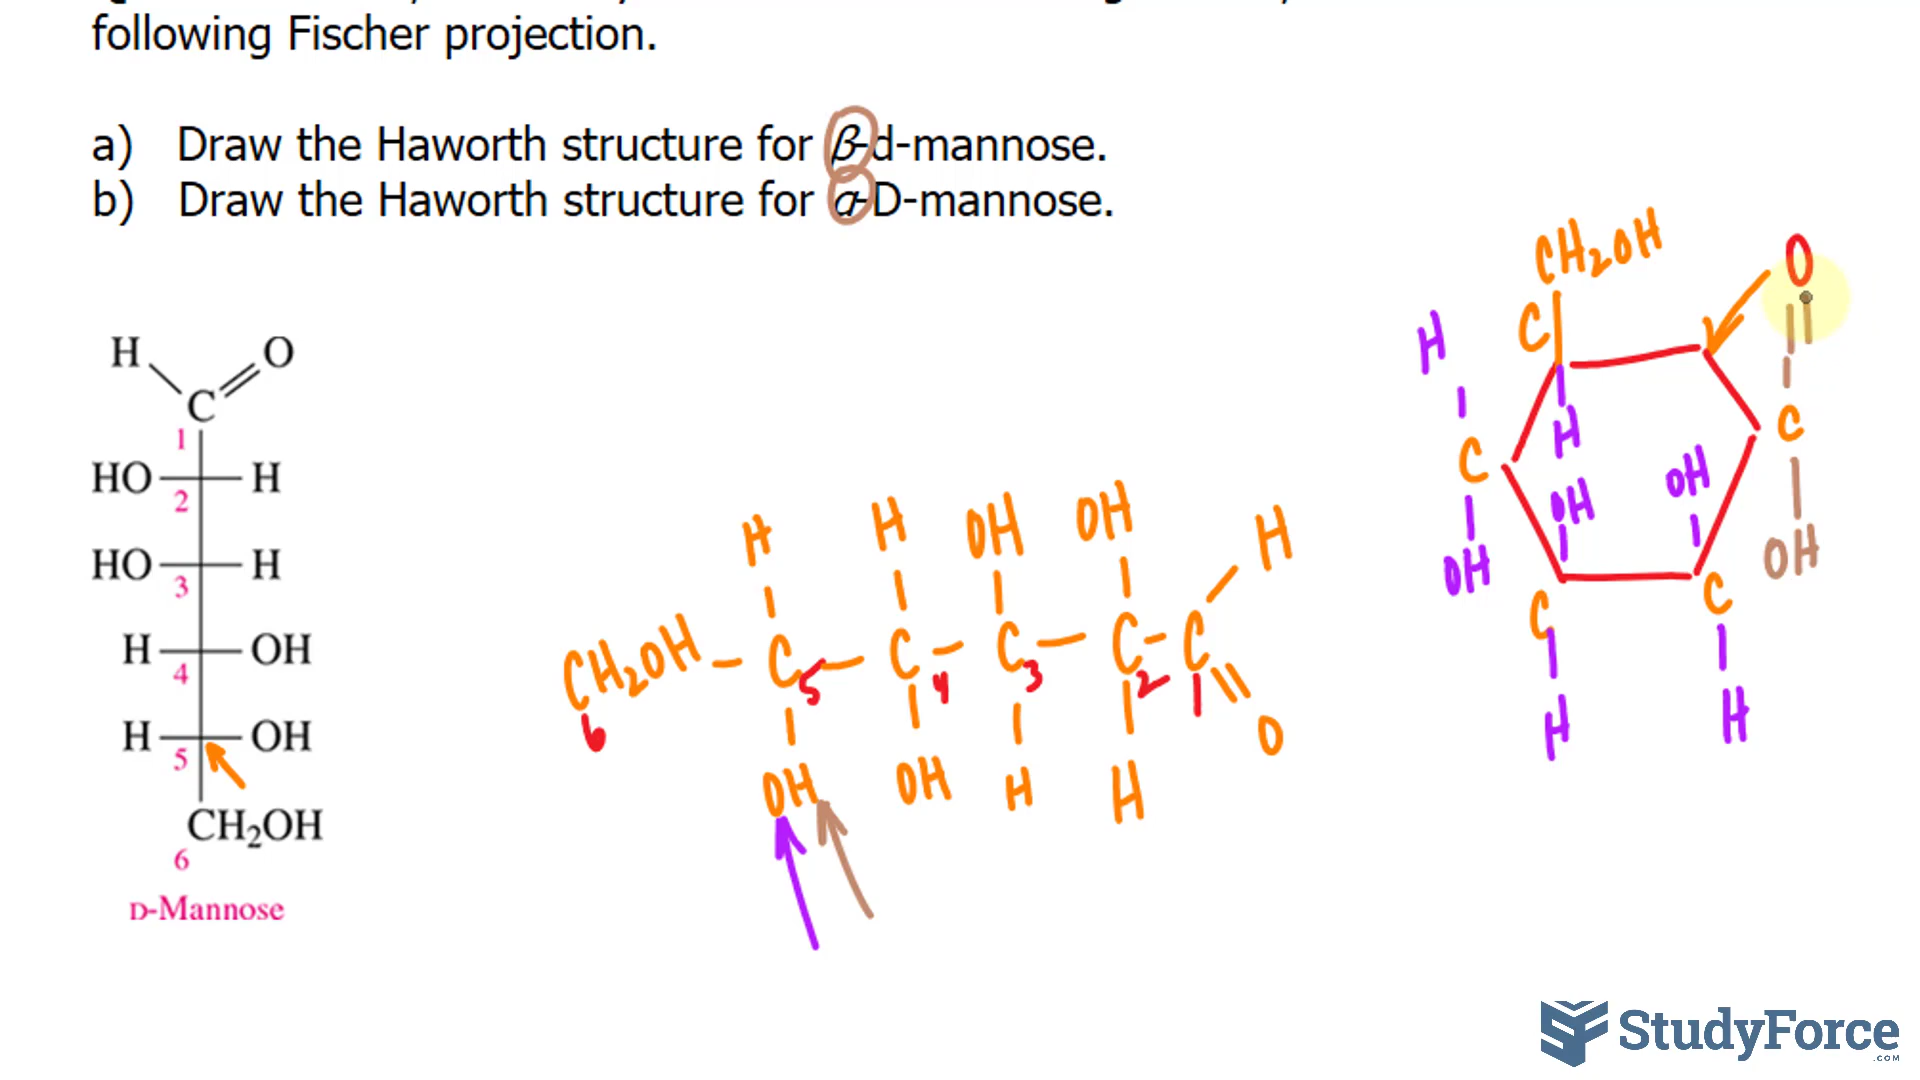 following Fischer projection.
a) Draw the Haworth structure for β-d-mannose.
b) Draw the Haworth structure for α-D-mannose.
H O
C
1
HO H
2
HO H
3
H OH
4
H OH
5
CH₂OH
6
D-Mannose
H H OH OH H
CH₂OH C C C C C
6 5 4 3 2 1
OH OH H H O
CH₂OH O
H C
H C
C OH
OH OH OH
C C
H H
StudyForce
.COM